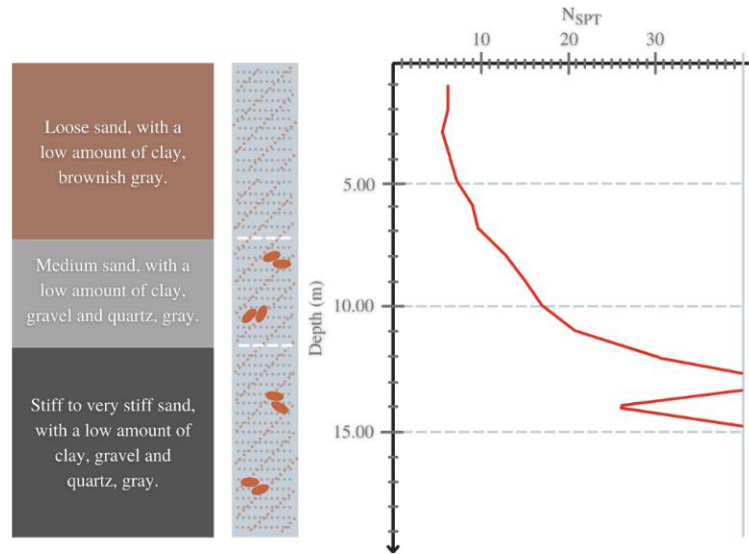 N_SPT
10 20 30
Loose sand, with a
low amount of clay,
brownish gray.
Medium sand, with a
low amount of clay,
gravel and quartz, gray.
Stiff to very stiff sand,
with a low amount of
clay, gravel and
quartz, gray.
Depth (m)
5.00
10.00
15.00